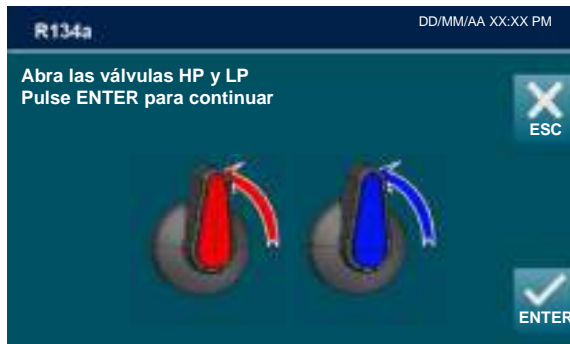 R134a
DD/MM/AA XX:XX PM
Abra las válvulas HP y LP
Pulse ENTER para continuar
ESC
ENTER